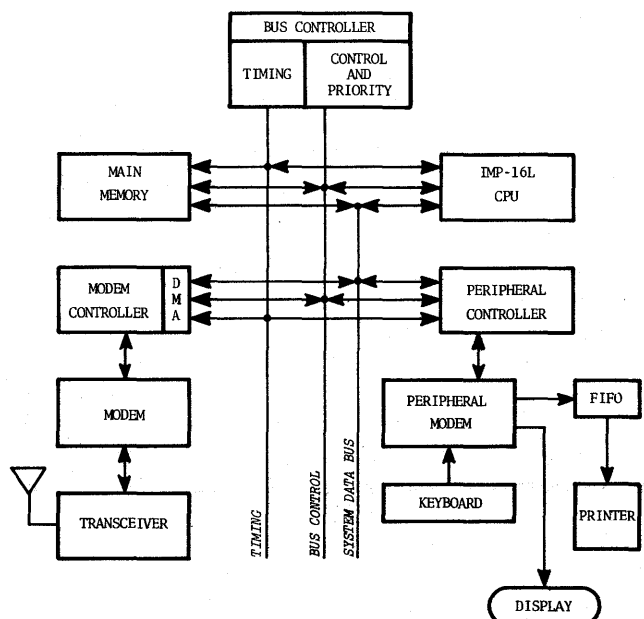 BUS CONTROLLER
TIMING
CONTROL
AND
PRIORITY
MAIN
MEMORY
IMP-16L
CPU
MODEM
CONTROLLER
D
M
A
PERIPHERAL
CONTROLLER
MODEM
PERIPHERAL
MODEM
FIFO
TRANSCEIVER
KEYBOARD
PRINTER
TIMING
BUS CONTROL
SYSTEM DATA BUS
DISPLAY